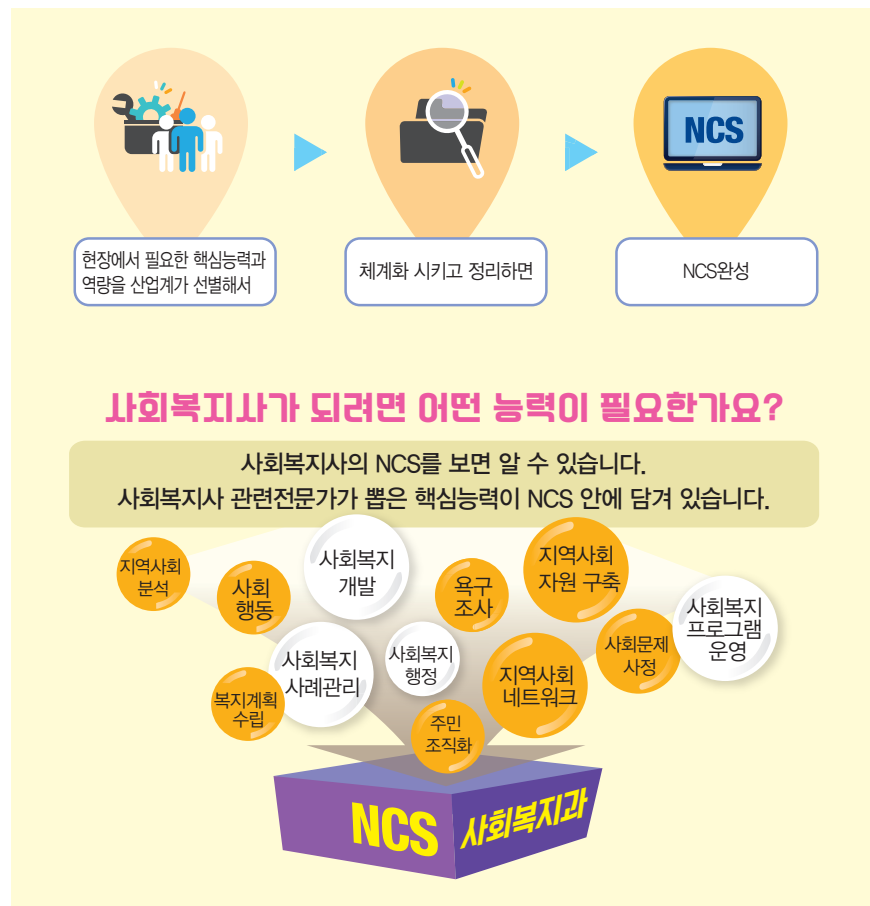 NCS
현장에서 필요한 핵심능력과
역량을 산업계가 선별해서
체계화 시키고 정리하면
NCS완성
사회복지사가 되려면 어떤 능력이 필요한가요?
사회복지사의 NCS를 보면 알 수 있습니다.
사회복지사 관련전문가가 뽑은 핵심능력이 NCS 안에 담겨 있습니다.
지역사회
분석
사회
행동
사회복지
개발
욕구
조사
지역사회
자원 구축
사회복지
프로그램
운영
사회문제
사정
사회복지
행정
사회복지
사례관리
지역사회
네트워크
복지계획
수립
주민
조직화
NCS
사회복지과